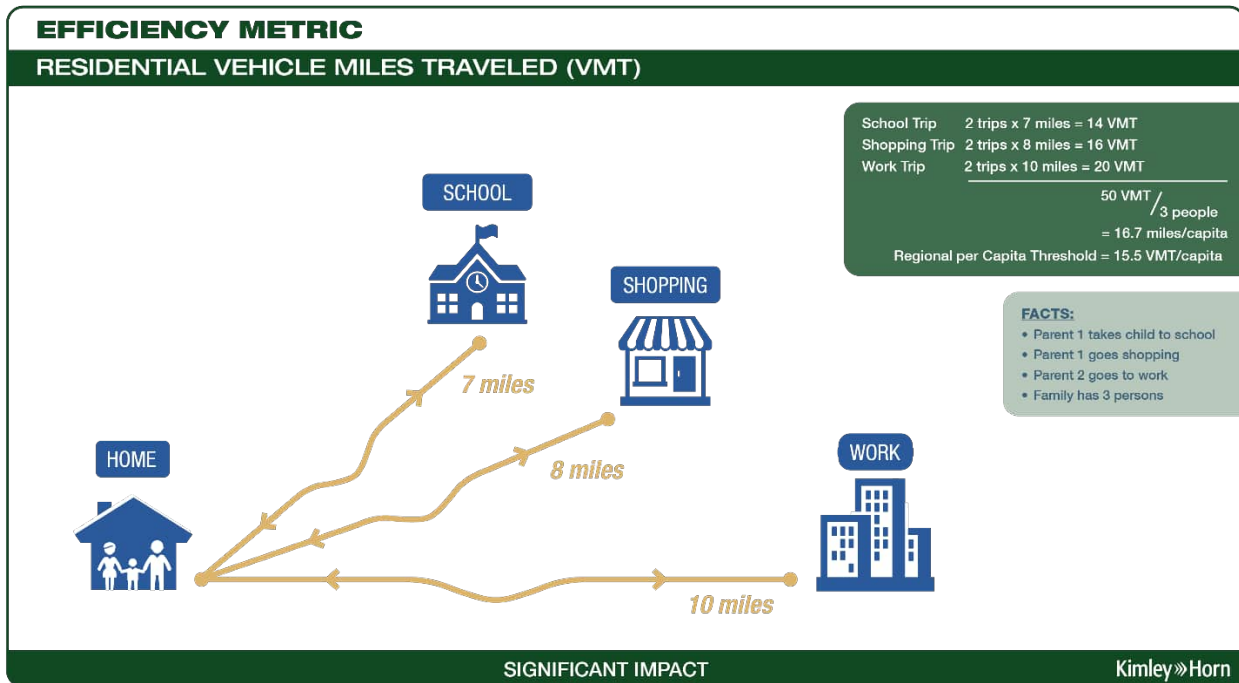 EFFICIENCY METRIC
RESIDENTIAL VEHICLE MILES TRAVELED (VMT)
School Trip 2 trips x 7 miles = 14 VMT
Shopping Trip 2 trips x 8 miles = 16 VMT
Work Trip 2 trips x 10 miles = 20 VMT
50 VMT / 3 people
= 16.7 miles/capita
Regional per Capita Threshold = 15.5 VMT/capita
FACTS:
• Parent 1 takes child to school
• Parent 1 goes shopping
• Parent 2 goes to work
• Family has 3 persons
SCHOOL
SHOPPING
7 miles
HOME
8 miles
WORK
10 miles
SIGNIFICANT IMPACT
Kimley»Horn